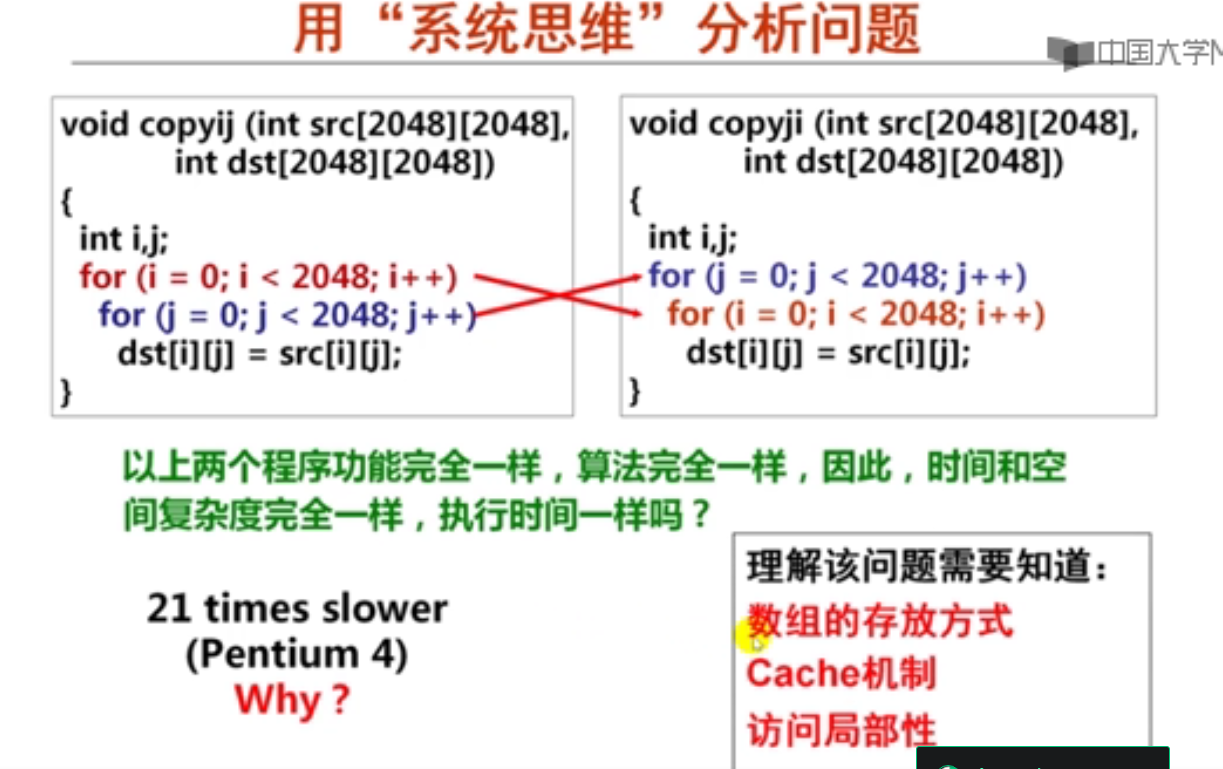 用“系统思维”分析问题
中国大学M
void copyij (int src[2048][2048],
int dst[2048][2048])
{
int i,j;
for (i = 0; i < 2048; i++)
for (j = 0; j < 2048; j++)
dst[i][j] = src[i][j];
}
void copyji (int src[2048][2048],
int dst[2048][2048])
{
int i,j;
for (j = 0; j < 2048; j++)
for (i = 0; i < 2048; i++)
dst[i][j] = src[i][j];
}
以上两个程序功能完全一样，算法完全一样，因此，时间和空
间复杂度完全一样，执行时间一样吗？
21 times slower
(Pentium 4)
Why？
理解该问题需要知道：
数组的存放方式
Cache机制
访问局部性